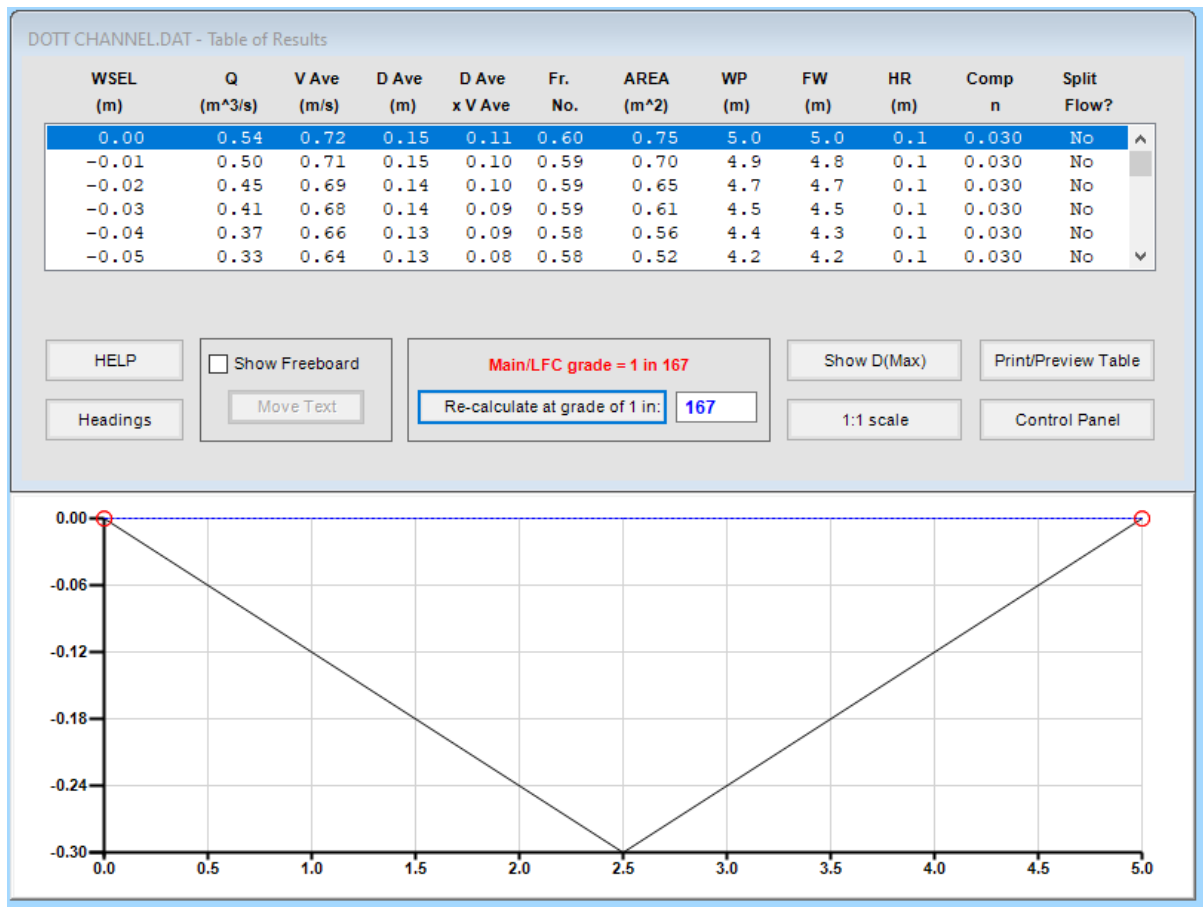 DOTT CHANNEL.DAT - Table of Results
WSEL Q V Ave D Ave D Ave Fr. AREA WP FW HR Comp Split
(m) (m^3/s) (m/s) (m) x V Ave No. (m^2) (m) (m) (m) n Flow?
0.00 0.54 0.72 0.15 0.11 0.60 0.75 5.0 5.0 0.1 0.030 No
-0.01 0.50 0.71 0.15 0.10 0.59 0.70 4.9 4.8 0.1 0.030 No
-0.02 0.45 0.69 0.14 0.10 0.59 0.65 4.7 4.7 0.1 0.030 No
-0.03 0.41 0.68 0.14 0.09 0.59 0.61 4.5 4.5 0.1 0.030 No
-0.04 0.37 0.66 0.13 0.09 0.58 0.56 4.4 4.3 0.1 0.030 No
-0.05 0.33 0.64 0.13 0.08 0.58 0.52 4.2 4.2 0.1 0.030 No
HELP Show Freeboard Main/LFC grade = 1 in 167 Show D(Max) Print/Preview Table
Headings Move Text Re-calculate at grade of 1 in: 167 1:1 scale Control Panel
0.00
-0.06
-0.12
-0.18
-0.24
-0.30
0.0 0.5 1.0 1.5 2.0 2.5 3.0 3.5 4.0 4.5 5.0